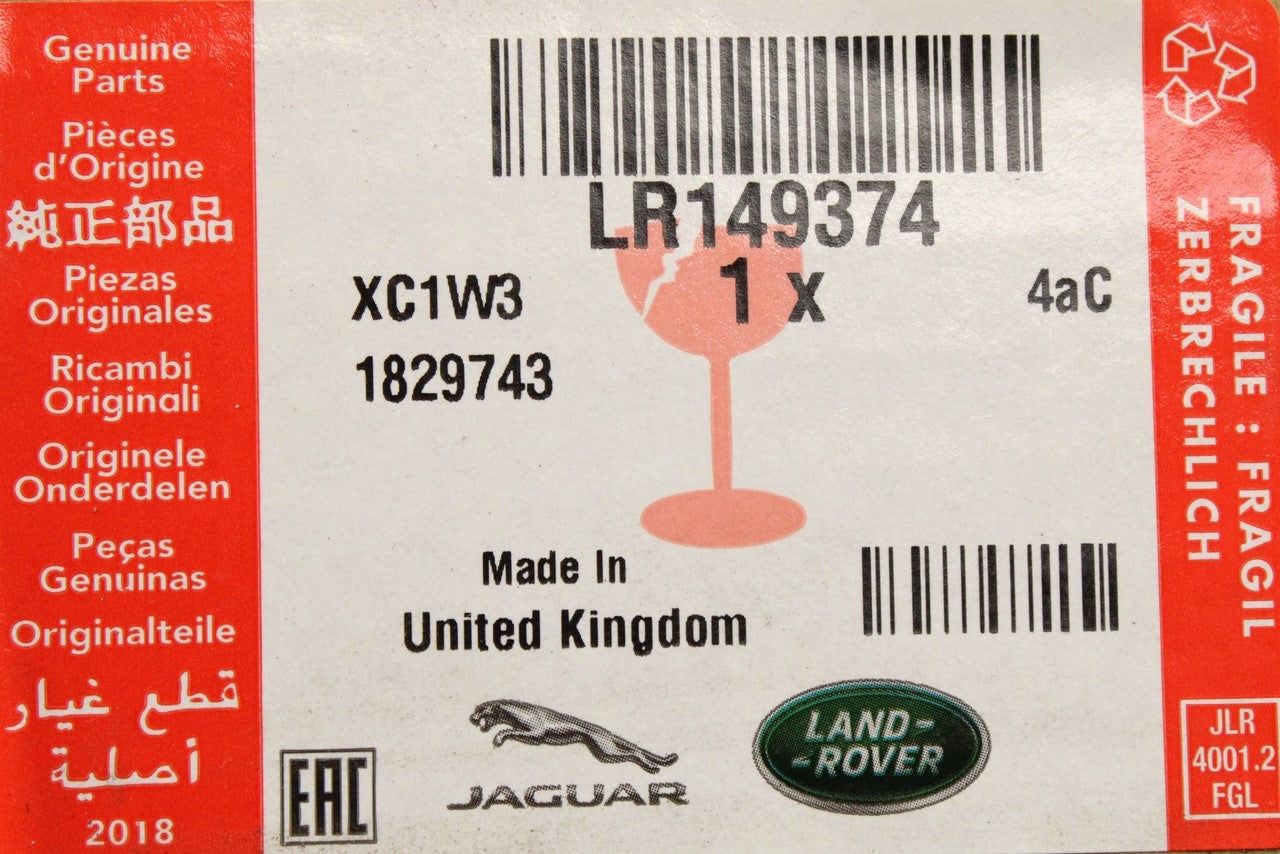 Genuine
Parts
Pièces
d'Origine
純正部品
Piezas
Originales
Ricambi
Originali
Originele
Onderdelen
Peças
Genuinas
Originalteile
قطع غيار
أصلية
2018
LR149374
XC1W3
1 x
4aC
1829743
Made In
United Kingdom
EAC
JAGUAR
LAND-
-ROVER
FRAGILE : FRAGIL
ZERBRECHLICH
JLR
4001.2
FGL